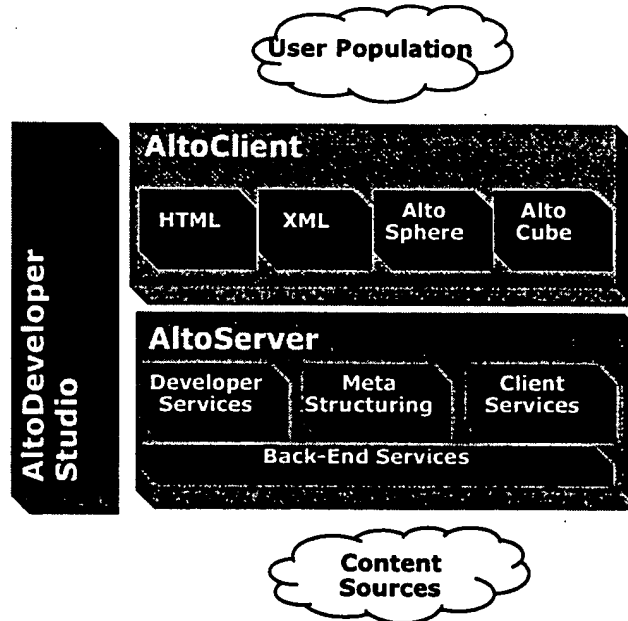 User Population
AltoDeveloper
Studio
AltoClient
HTML
XML
Alto
Sphere
Alto
Cube
AltoServer
Developer
Services
Meta
Structuring
Client
Services
Back-End Services
Content
Sources